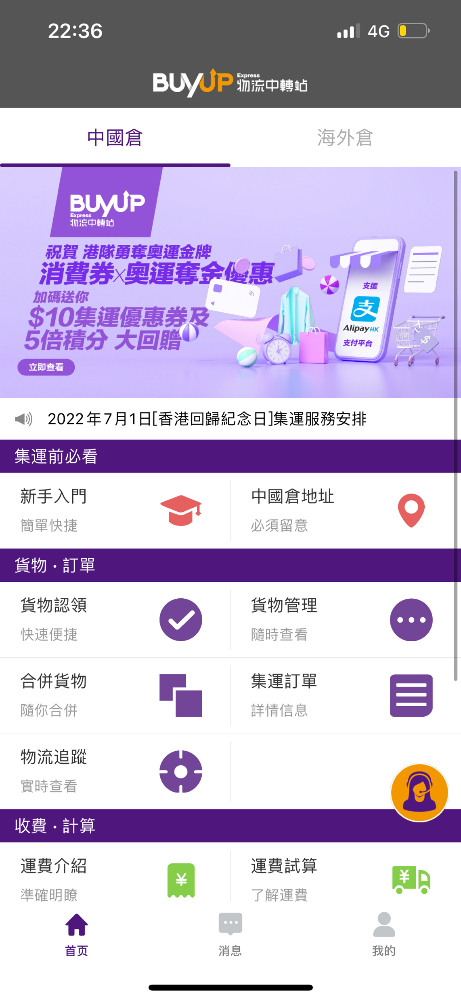 22:36
4G
BUYUP Express 物流中轉站
中國倉
海外倉
BUYUP
Express
物流中轉站
祝賀 港隊勇奪奧運金牌
消費券x奧運奪金優惠
加碼送你
$10集運優惠券及
5倍積分 大回贈
立即查看
支援
支
Alipay HK
支付平台
$
2022年7月1日[香港回歸紀念日]集運服務安排
集運前必看
新手入門
簡單快捷
中國倉地址
必須留意
貨物 · 訂單
貨物認領
快速便捷
貨物管理
隨時查看
合併貨物
隨你合併
集運訂單
詳情信息
物流追蹤
實時查看
收費 · 計算
運費介紹
準確明瞭
¥
運費試算
了解運費
¥
首页
消息
我的